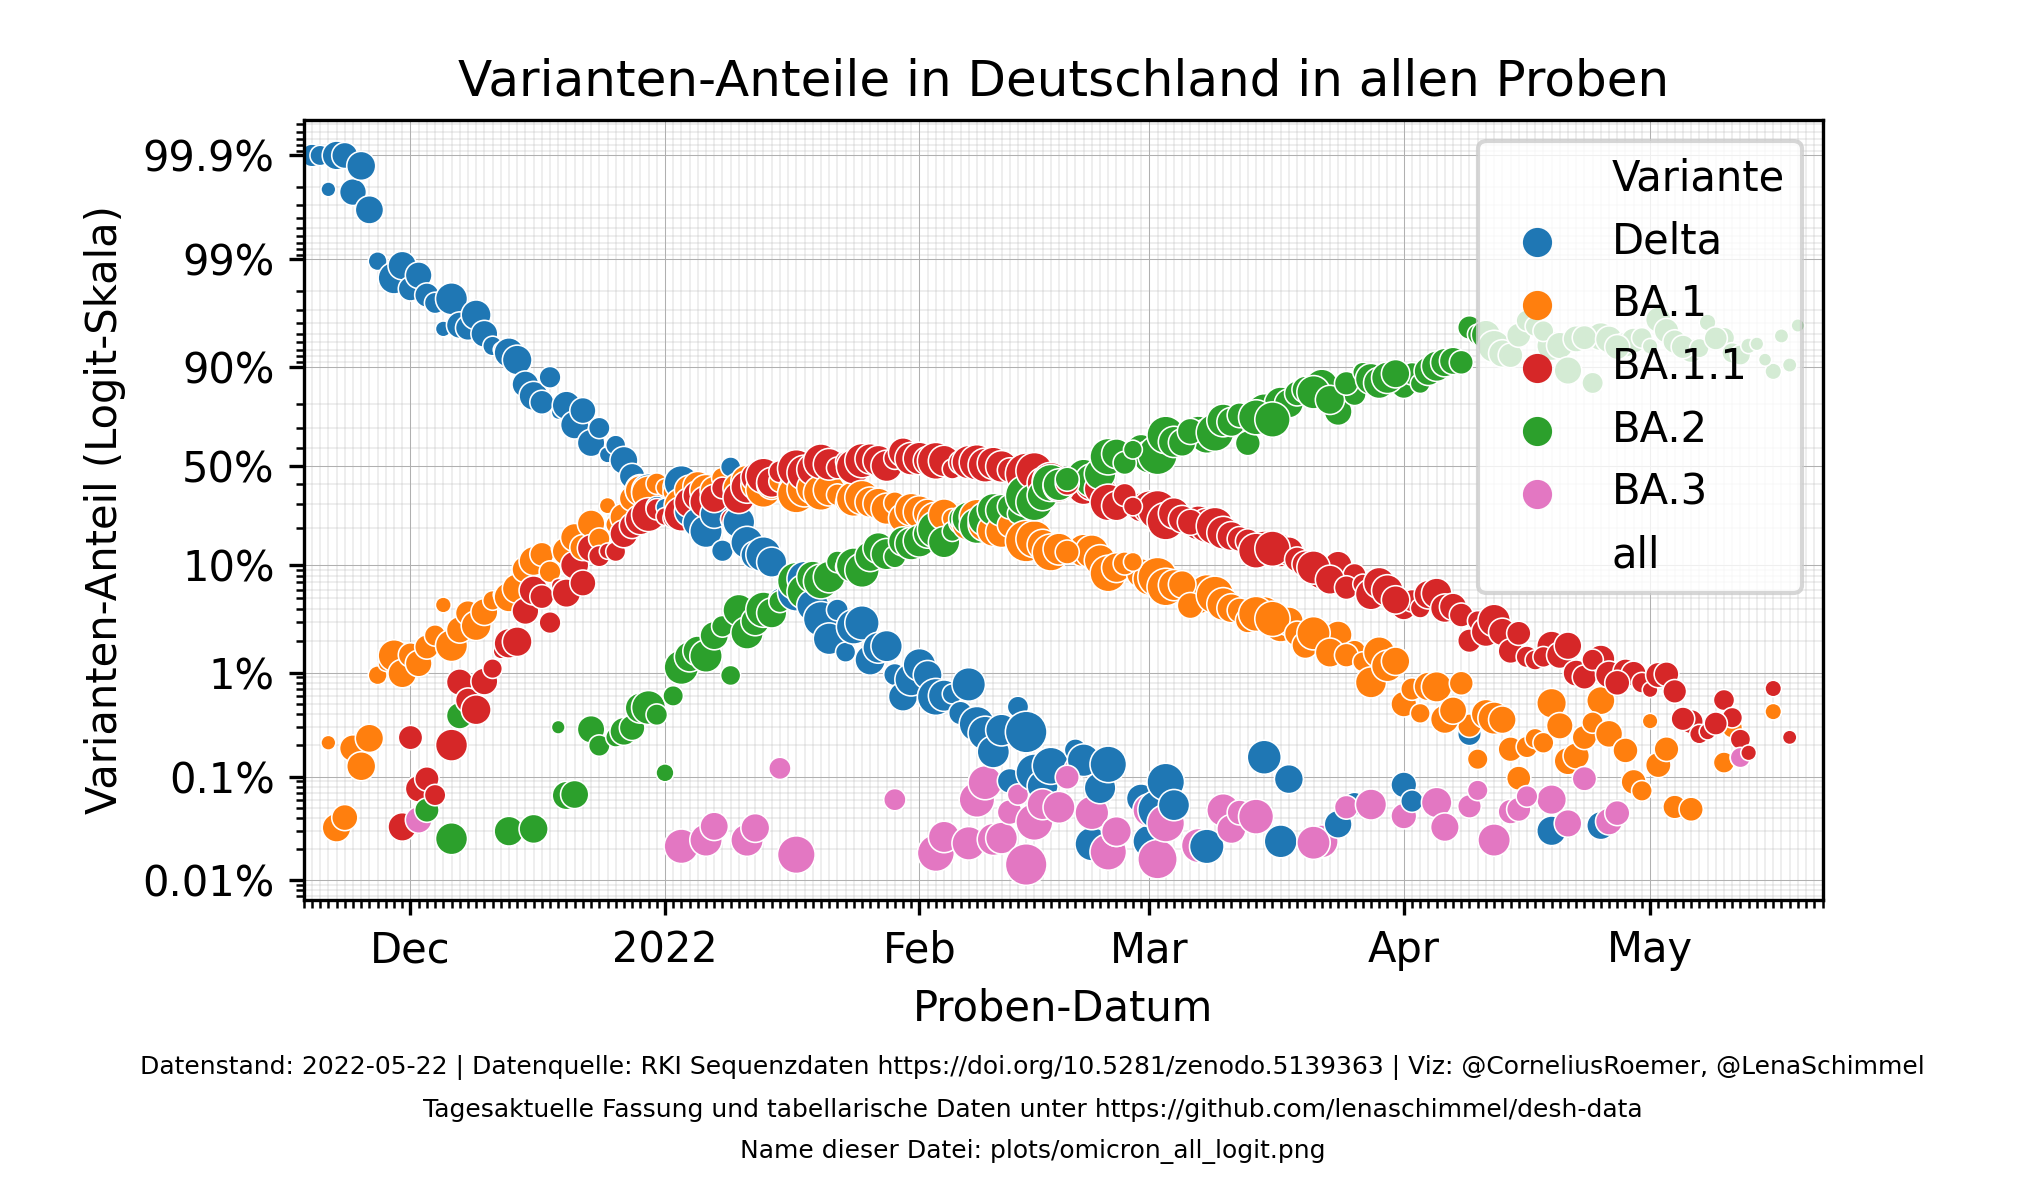 Varianten-Anteile in Deutschland in allen Proben
Varianten-Anteil (Logit-Skala)
99.9%
99%
90%
50%
10%
1%
0.1%
0.01%
Variante
Delta
BA.1
BA.1.1
BA.2
BA.3
all
Dec
2022
Feb
Mar
Apr
May
Proben-Datum
Datenstand: 2022-05-22 | Datenquelle: RKI Sequenzdaten https://doi.org/10.5281/zenodo.5139363 | Viz: @CorneliusRoemer, @LenaSchimmel
Tagesaktuelle Fassung und tabellarische Daten unter https://github.com/lenaschimmel/desh-data
Name dieser Datei: plots/omicron_all_logit.png